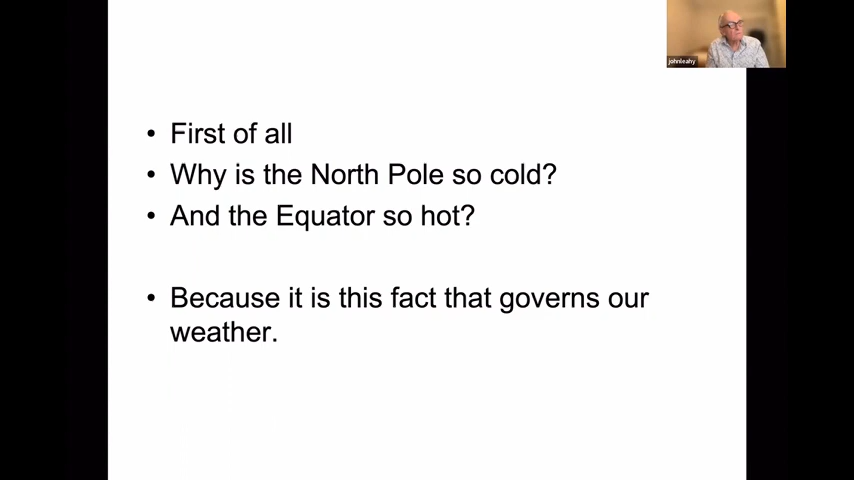 johnleahy
• First of all
• Why is the North Pole so cold?
• And the Equator so hot?
• Because it is this fact that governs our
weather.